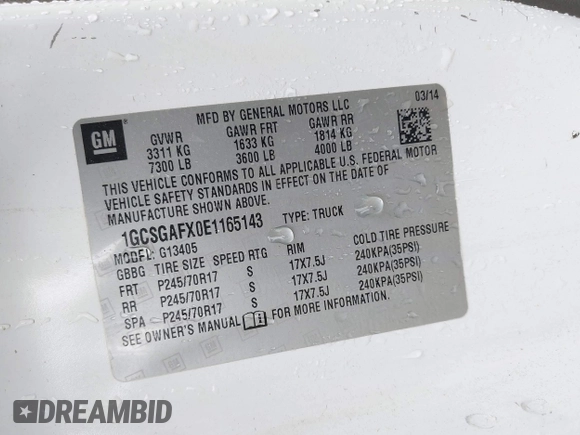 GM
MFD BY GENERAL MOTORS LLC 03/14
GVWR GAWR FRT GAWR RR
3311 KG 1633 KG 1814 KG
7300 LB 3600 LB 4000 LB
THIS VEHICLE CONFORMS TO ALL APPLICABLE U.S. FEDERAL MOTOR
VEHICLE SAFETY STANDARDS IN EFFECT ON THE DATE OF
MANUFACTURE SHOWN ABOVE.
1GCSGAFX0E1165143 TYPE: TRUCK
MODEL: G13405
GBBG TIRE SIZE SPEED RTG RIM COLD TIRE PRESSURE
FRT P245/70R17 S 17X7.5J 240KPA(35PSI)
RR P245/70R17 S 17X7.5J 240KPA(35PSI)
SPA P245/70R17 S 17X7.5J 240KPA(35PSI)
SEE OWNER'S MANUAL FOR MORE INFORMATION.
DREAMBID